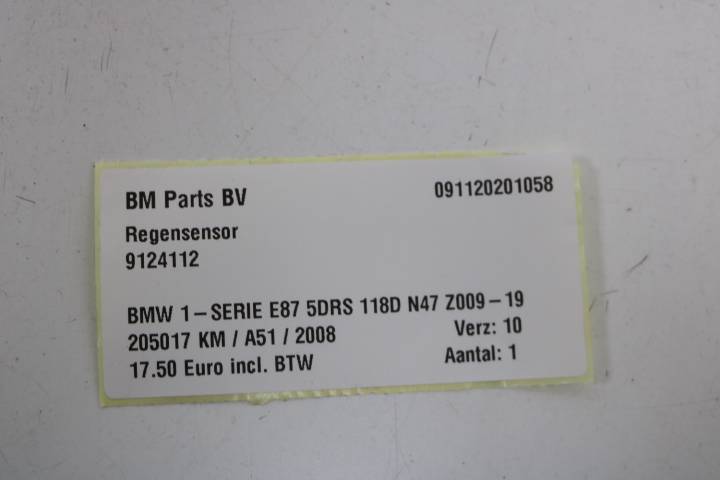 BM Parts BV 091120201058
Regensensor
9124112
BMW 1-SERIE E87 5DRS 118D N47 Z009-19
205017 KM / A51 / 2008 Verz: 10
17.50 Euro incl. BTW Aantal: 1